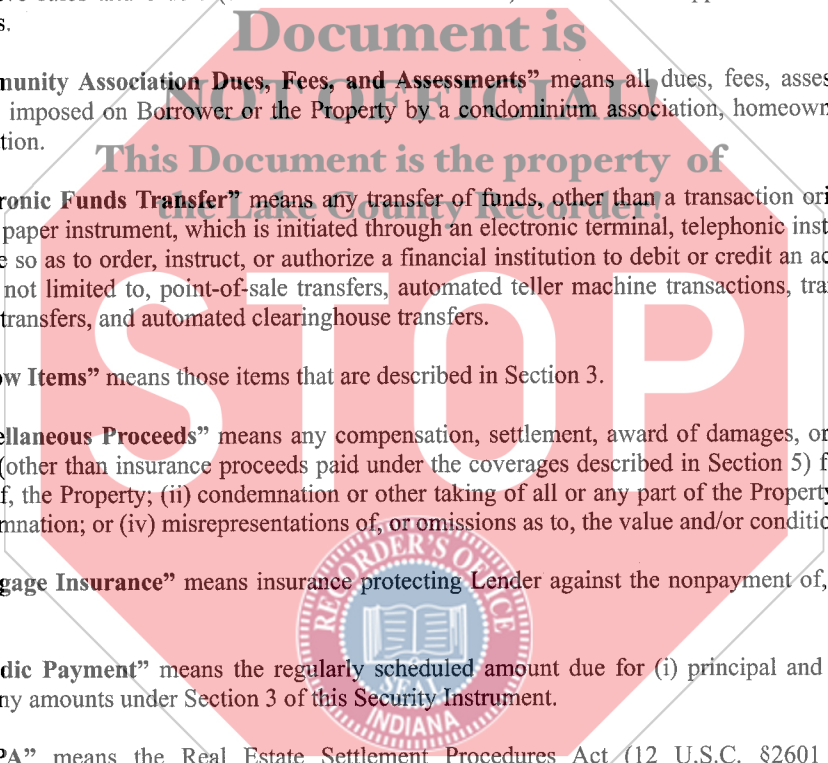 s.
Document is
munity Association Dues, Fees, and Assessments” means all dues, fees, asses
NOT OFFICIAL!
imposed on Borrower or the Property by a condominium association, homeown
tion.
This Document is the property of
ronic Funds Transfer” means any transfer of funds, other than a transaction ori
the Lake County Recorder!
paper instrument, which is initiated through an electronic terminal, telephonic inst
e so as to order, instruct, or authorize a financial institution to debit or credit an ac
not limited to, point-of-sale transfers, automated teller machine transactions, tra
transfers, and automated clearinghouse transfers.
STOP
ow Items” means those items that are described in Section 3.
ellaneous Proceeds” means any compensation, settlement, award of damages, or
(other than insurance proceeds paid under the coverages described in Section 5) f
f, the Property; (ii) condemnation or other taking of all or any part of the Property
mnation; or (iv) misrepresentations of, or omissions as to, the value and/or conditio
RECORDER'S OFFICE
gage Insurance” means insurance protecting Lender against the nonpayment of,
dic Payment” means the regularly scheduled amount due for (i) principal and
SEAL
ny amounts under Section 3 of this Security Instrument.
INDIANA
PA” means the Real Estate Settlement Procedures Act (12 U.S.C. §2601